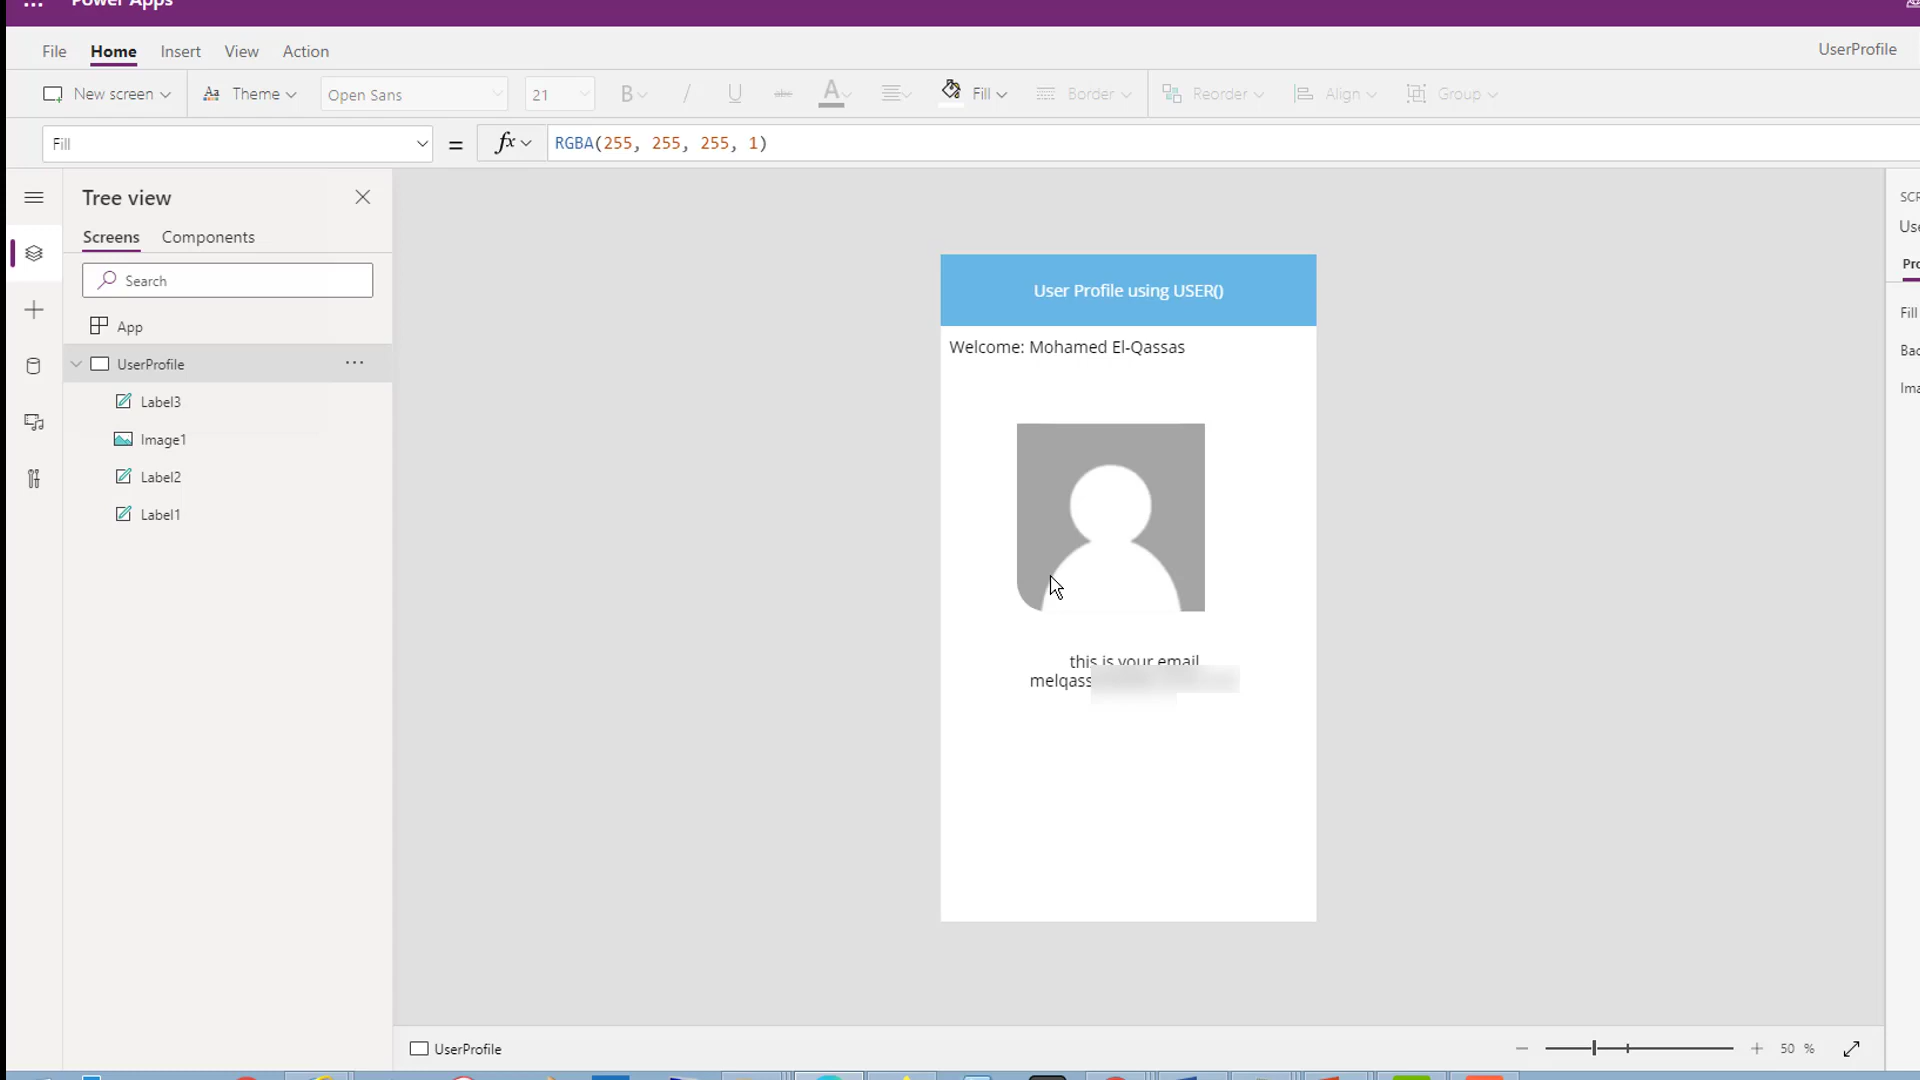 Power Apps
File Home Insert View Action UserProfile
New screen Theme Open Sans 21 B / U abc A Fill Border Reorder Align Group
Fill = fx RGBA(255, 255, 255, 1)
Tree view
Screens Components
Search
App
UserProfile
Label3
Image1
Label2
Label1
User Profile using USER()
Welcome: Mohamed El-Qassas
this is your email
melqass
Fill
UserProfile
50 %